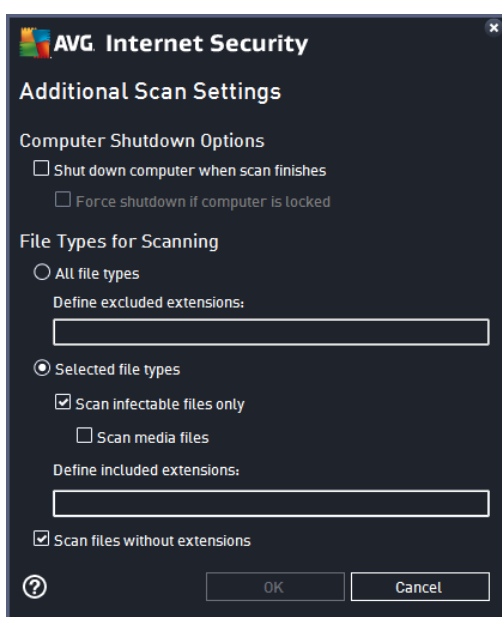 AVG. Internet Security
Additional Scan Settings
Computer Shutdown Options
Shut down computer when scan finishes
Force shutdown if computer is locked
File Types for Scanning
All file types
Define excluded extensions:
Selected file types
Scan infectable files only
Scan media files
Define included extensions:
Scan files without extensions
? OK Cancel